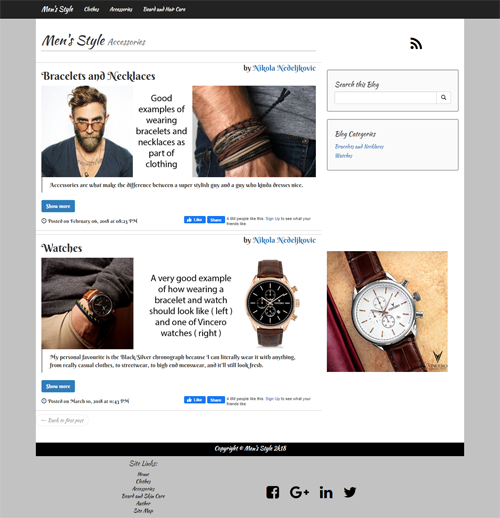 Men's Style Clothes Accessories Beard and Hair Care
Men's Style Accessories
by Nikola Nedeljkovic
Bracelets and Necklaces
Good
examples of
wearing
bracelets and
necklaces as
part of
clothing
Accessories are what make the difference between a super stylish guy and a guy who kinda dresses nice.
Show more
Posted on February 06, 2018 at 08:23 PM
Like Share
people like this. Sign Up to see what your
friends like.
by Nikola Nedeljkovic
Watches
A very good example
of how wearing a
bracelet and watch
should look like ( left )
and one of Vincero
watches ( right )
My personal favourite is the Black/Silver chronograph because I can literally wear it with anything,
from really casual clothes, to streetwear, to high end menswear, and it'll still look fresh.
Show more
Posted on March 10, 2018 at 11:43 PM
Like Share
people like this. Sign Up to see what your
friends like.
← Back to first post
Search this Blog
Blog Categories
Bracelets and Necklaces
Watches
VINCERO
Copyright © Men's Style 2k18
Site Links:
Home
Clothes
Accessories
Beard and Skin Care
Author
Site Map